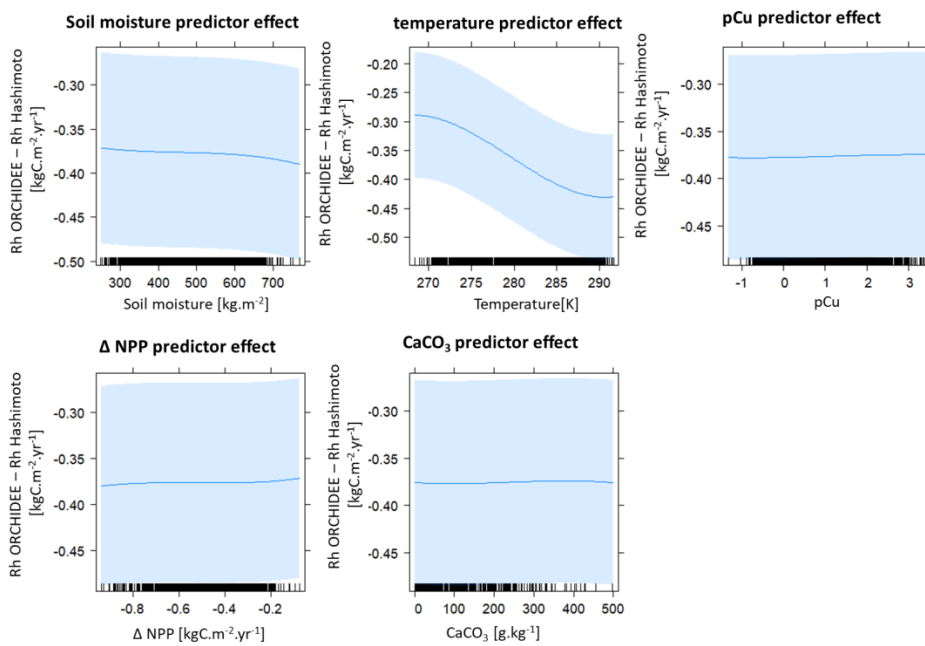 Soil moisture predictor effect
Rh ORCHIDEE – Rh Hashimoto
[kgC.m-2.yr-1]
-0.30
-0.35
-0.40
-0.45
-0.50
300 400 500 600 700
Soil moisture [kg.m-2]
temperature predictor effect
Rh ORCHIDEE – Rh Hashimoto
[kgC.m-2.yr-1]
-0.20
-0.25
-0.30
-0.35
-0.40
-0.45
-0.50
270 275 280 285 290
Temperature[K]
pCu predictor effect
Rh ORCHIDEE – Rh Hashimoto
[kgC.m-2.yr-1]
-0.30
-0.35
-0.40
-0.45
-1 0 1 2 3
pCu
Δ NPP predictor effect
Rh ORCHIDEE – Rh Hashimoto
[kgC.m-2.yr-1]
-0.30
-0.35
-0.40
-0.45
-0.8 -0.6 -0.4 -0.2
Δ NPP [kgC.m-2.yr-1]
CaCO3 predictor effect
Rh ORCHIDEE – Rh Hashimoto
[kgC.m-2.yr-1]
-0.30
-0.35
-0.40
-0.45
0 100 200 300 400 500
CaCO3 [g.kg-1]